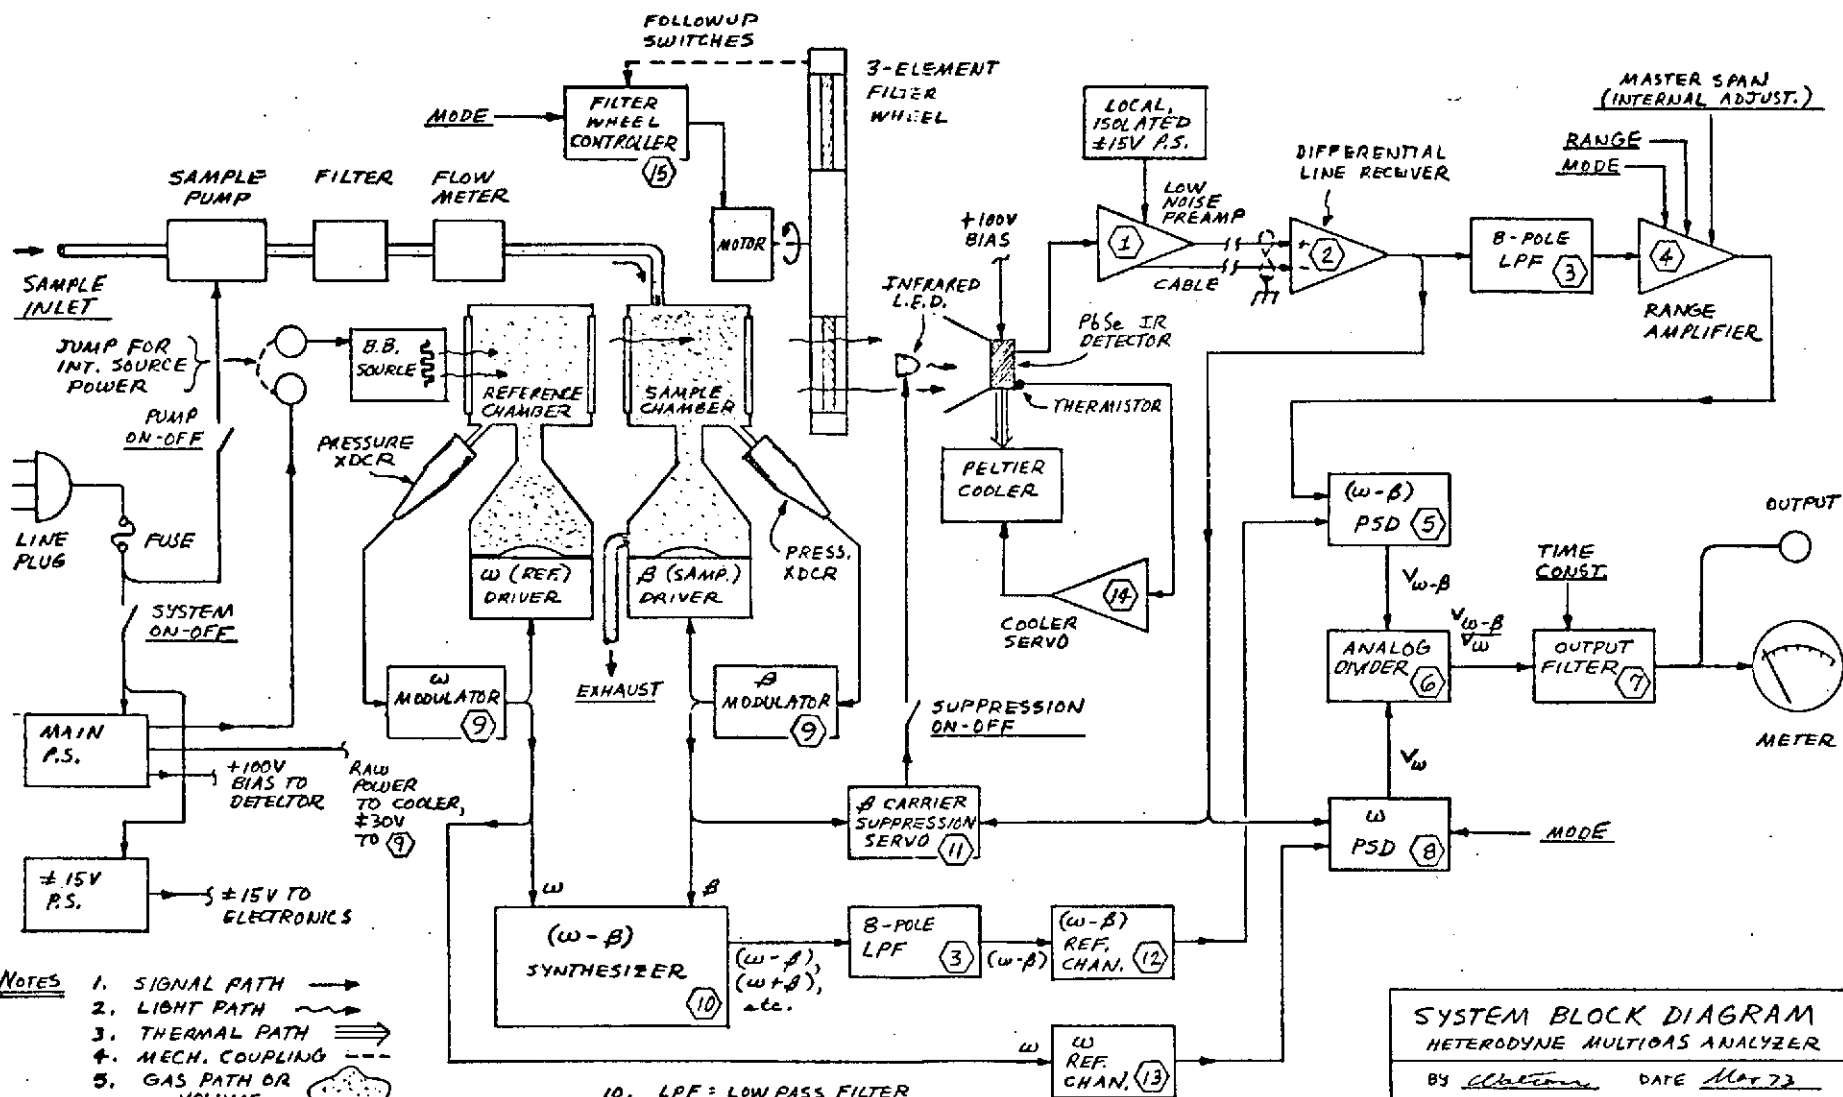 FOLLOWUP
SWITCHES
3-ELEMENT
FILTER
WHEEL
MODE
FILTER
WHEEL
CONTROLLER
15
LOCAL,
ISOLATED
±15V P.S.
MASTER SPAN
(INTERNAL ADJUST.)
RANGE
MODE
DIFFERENTIAL
LINE RECEIVER
SAMPLE
PUMP
FILTER
FLOW
METER
MOTOR
+100V
BIAS
LOW
NOISE
PREAMP
1
CABLE
+
-
2
8-POLE
LPF
3
4
RANGE
AMPLIFIER
SAMPLE
INLET
INFRARED
L.E.D.
PbSe IR
DETECTOR
THERMISTOR
JUMP FOR
INT. SOURCE
POWER
B.B.
SOURCE
REFERENCE
CHAMBER
SAMPLE
CHAMBER
PUMP
ON-OFF
PRESSURE
XDCR
PELTIER
COOLER
(ω-β)
PSD
5
OUTPUT
LINE
PLUG
FUSE
PRESS.
XDCR
ω (REF.)
DRIVER
β (SAMP.)
DRIVER
14
COOLER
SERVO
Vω-β
TIME
CONST.
SYSTEM
ON-OFF
EXHAUST
ANALOG
DIVIDER
6
Vω-β
Vω
OUTPUT
FILTER
7
METER
ω
MODULATOR
9
β
MODULATOR
9
SUPPRESSION
ON-OFF
MAIN
P.S.
+100V
BIAS TO
DETECTOR
RAW
POWER
TO COOLER,
±30V
TO 9
β CARRIER
SUPPRESSION
SERVO
11
Vω
ω
PSD
8
MODE
±15V
P.S.
±15V TO
ELECTRONICS
ω
β
(ω-β)
SYNTHESIZER
10
(ω-β),
(ω+β),
etc.
8-POLE
LPF
3
(ω-β)
(ω-β)
REF.
CHAN.
12
ω
ω
REF.
CHAN.
13
NOTES
1. SIGNAL PATH
2. LIGHT PATH
3. THERMAL PATH
4. MECH. COUPLING
5. GAS PATH OR
10. LPF = LOW PASS FILTER
SYSTEM BLOCK DIAGRAM
HETERODYNE MULTIGAS ANALYZER
BY
DATE Mar 73